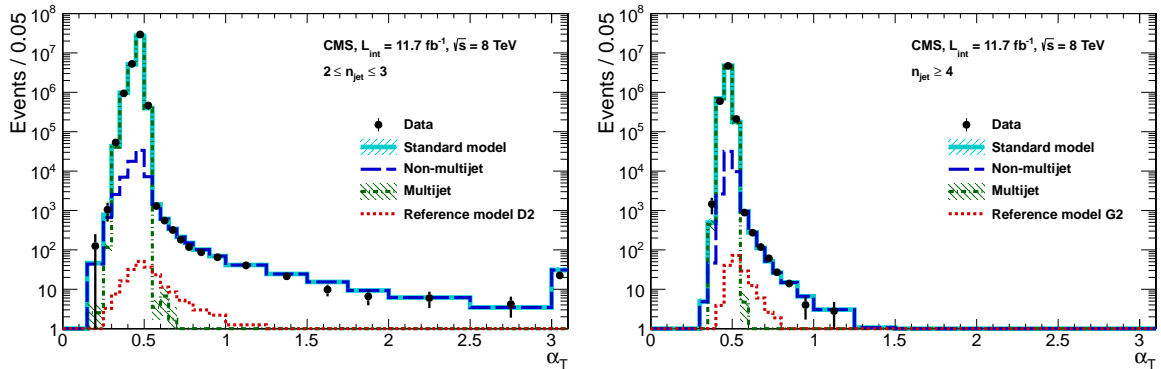 Events / 0.05
10⁸
10⁷
10⁶
10⁵
10⁴
10³
10²
10
1
CMS, L_int = 11.7 fb⁻¹, √s = 8 TeV
2 ≤ n_jet ≤ 3
Data
Standard model
Non-multijet
Multijet
Reference model D2
0 0.5 1 1.5 2 2.5 3
α_T
Events / 0.05
10⁸
10⁷
10⁶
10⁵
10⁴
10³
10²
10
1
CMS, L_int = 11.7 fb⁻¹, √s = 8 TeV
n_jet ≥ 4
Data
Standard model
Non-multijet
Multijet
Reference model G2
0 0.5 1 1.5 2 2.5 3
α_T